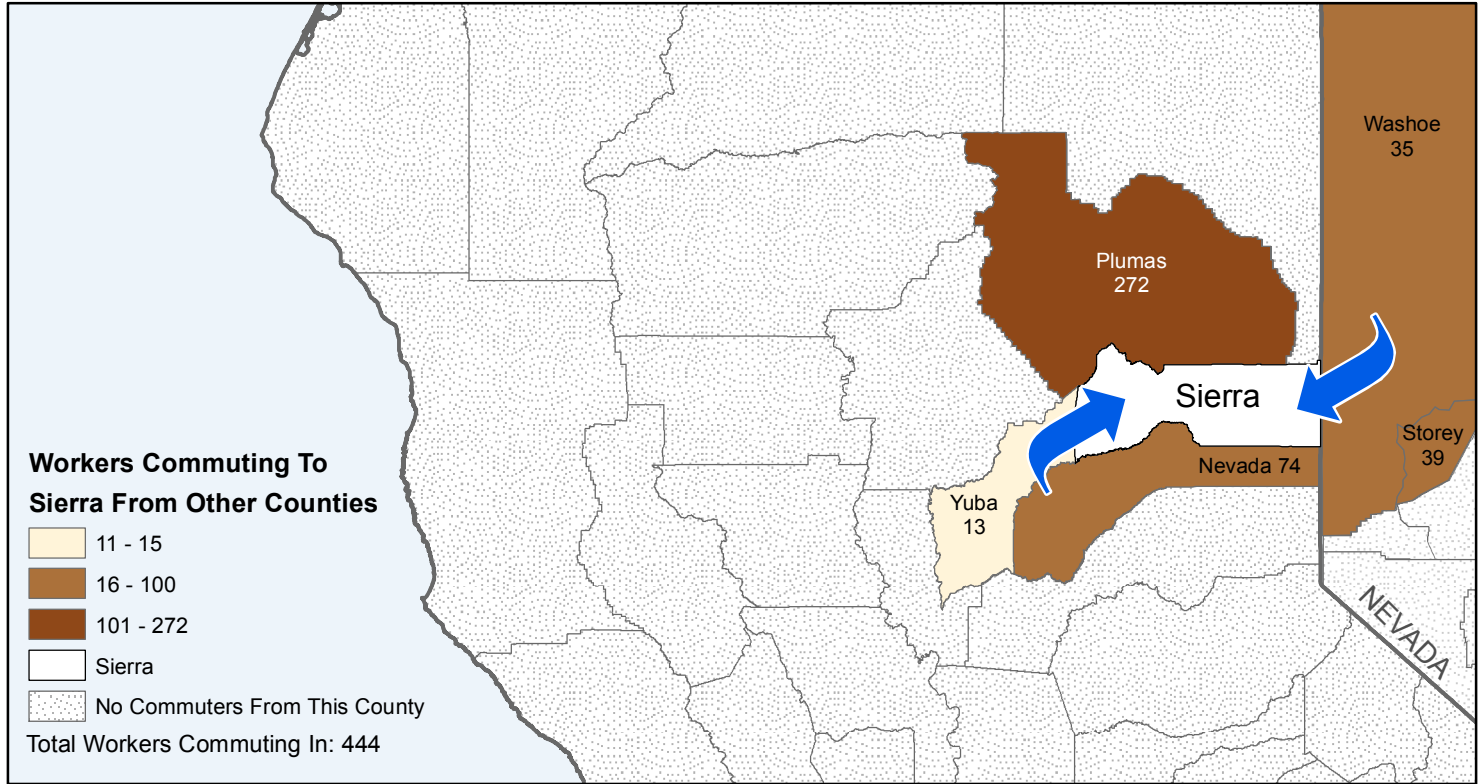 Washoe
35
Plumas
272
Sierra
Storey
39
Nevada 74
Yuba
13
NEVADA
Workers Commuting To
Sierra From Other Counties
11 - 15
16 - 100
101 - 272
Sierra
No Commuters From This County
Total Workers Commuting In: 444